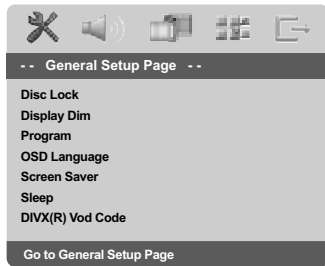 - - General Setup Page - -
Disc Lock
Display Dim
Program
OSD Language
Screen Saver
Sleep
DIVX(R) Vod Code
Go to General Setup Page